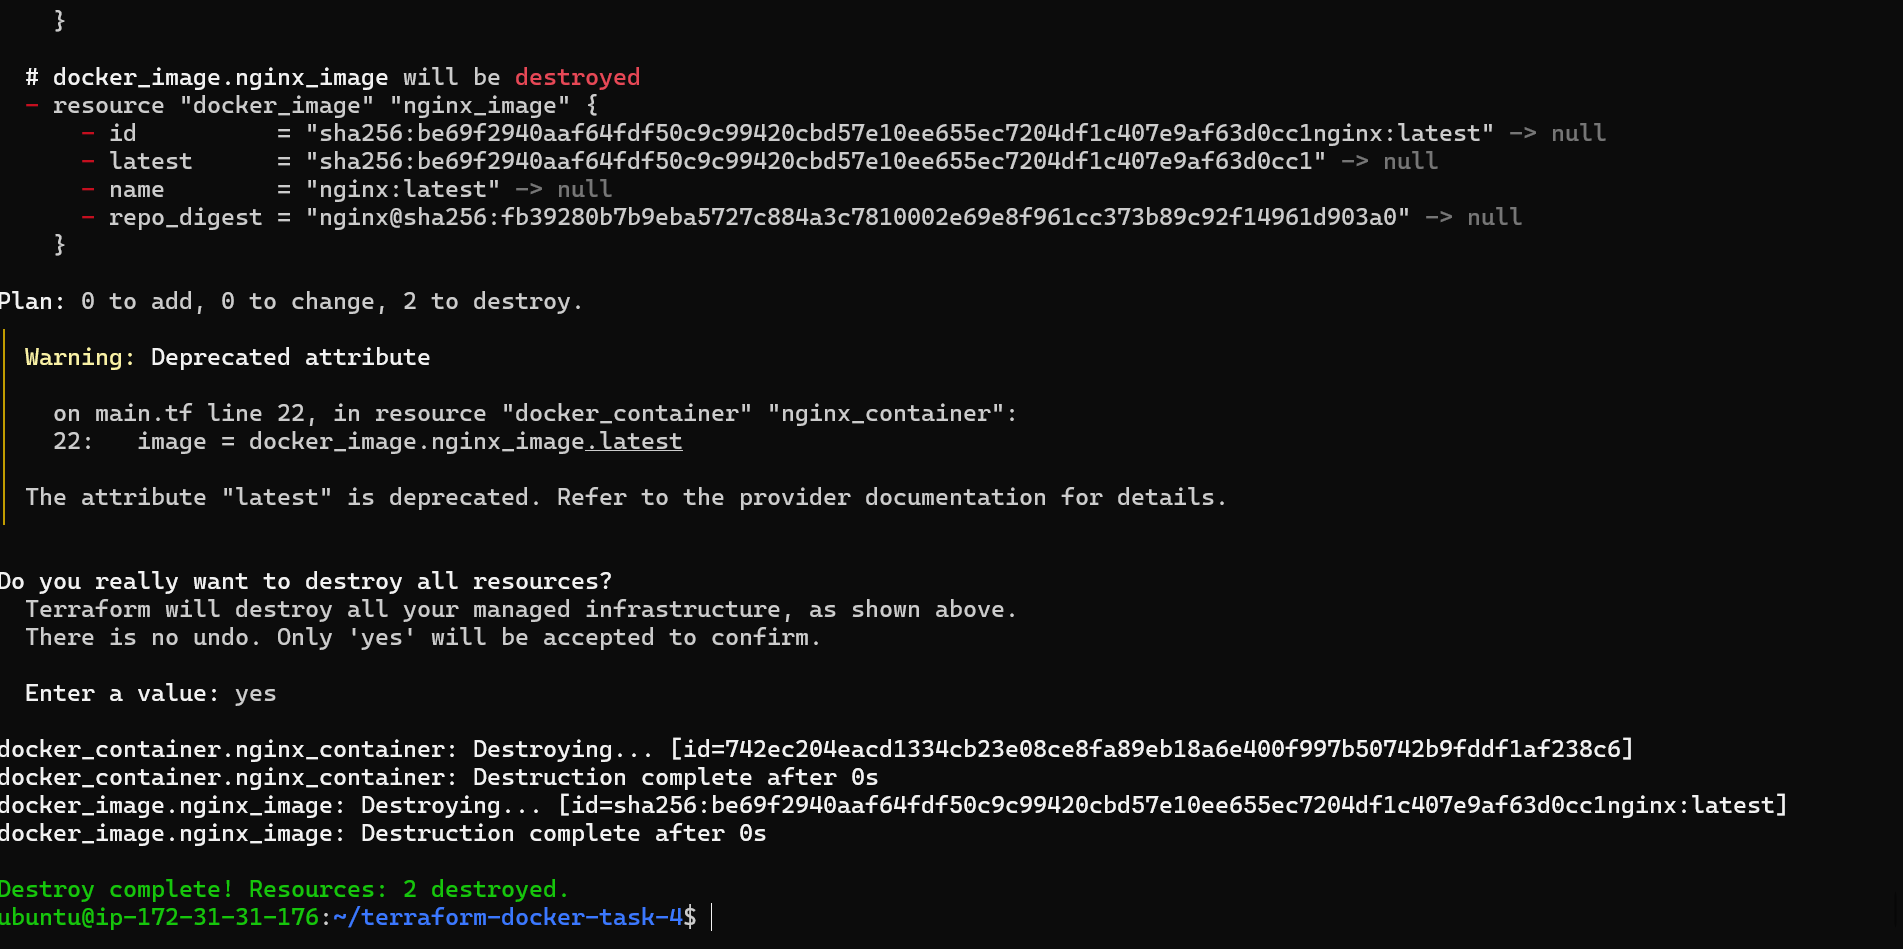 }

  # docker_image.nginx_image will be destroyed
  - resource "docker_image" "nginx_image" {
      - id          = "sha256:be69f2940aaf64fdf50c9c99420cbd57e10ee655ec7204df1c407e9af63d0cc1nginx:latest" -> null
      - latest      = "sha256:be69f2940aaf64fdf50c9c99420cbd57e10ee655ec7204df1c407e9af63d0cc1" -> null
      - name        = "nginx:latest" -> null
      - repo_digest = "nginx@sha256:fb39280b7b9eba5727c884a3c7810002e69e8f961cc373b89c92f14961d903a0" -> null
    }

Plan: 0 to add, 0 to change, 2 to destroy.

  Warning: Deprecated attribute

    on main.tf line 22, in resource "docker_container" "nginx_container":
    22:   image = docker_image.nginx_image.latest

  The attribute "latest" is deprecated. Refer to the provider documentation for details.

Do you really want to destroy all resources?
  Terraform will destroy all your managed infrastructure, as shown above.
  There is no undo. Only 'yes' will be accepted to confirm.

  Enter a value: yes

docker_container.nginx_container: Destroying... [id=742ec204eacd1334cb23e08ce8fa89eb18a6e400f997b50742b9fddf1af238c6]
docker_container.nginx_container: Destruction complete after 0s
docker_image.nginx_image: Destroying... [id=sha256:be69f2940aaf64fdf50c9c99420cbd57e10ee655ec7204df1c407e9af63d0cc1nginx:latest]
docker_image.nginx_image: Destruction complete after 0s

Destroy complete! Resources: 2 destroyed.
ubuntu@ip-172-31-31-176:~/terraform-docker-task-4$